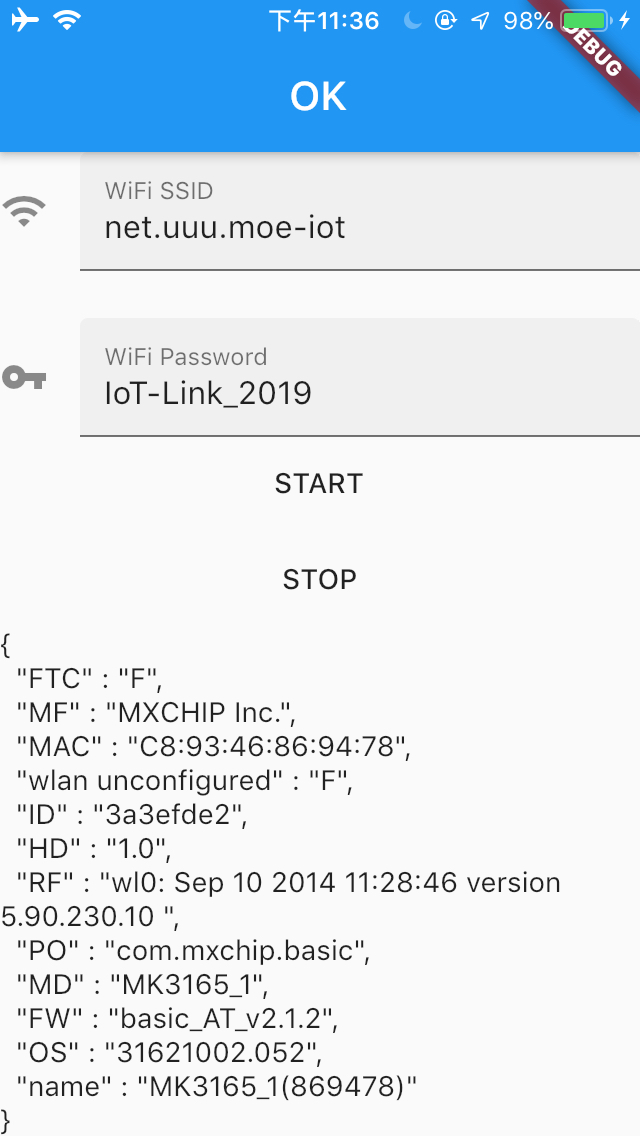 下午11:36
98%
DEBUG
OK
WiFi SSID
net.uuu.moe-iot
WiFi Password
IoT-Link_2019
START
STOP
{
"FTC" : "F",
"MF" : "MXCHIP Inc.",
"MAC" : "C8:93:46:86:94:78",
"wlan unconfigured" : "F",
"ID" : "3a3efde2",
"HD" : "1.0",
"RF" : "wl0: Sep 10 2014 11:28:46 version
5.90.230.10 ",
"PO" : "com.mxchip.basic",
"MD" : "MK3165_1",
"FW" : "basic_AT_v2.1.2",
"OS" : "31621002.052",
"name" : "MK3165_1(869478)"
}